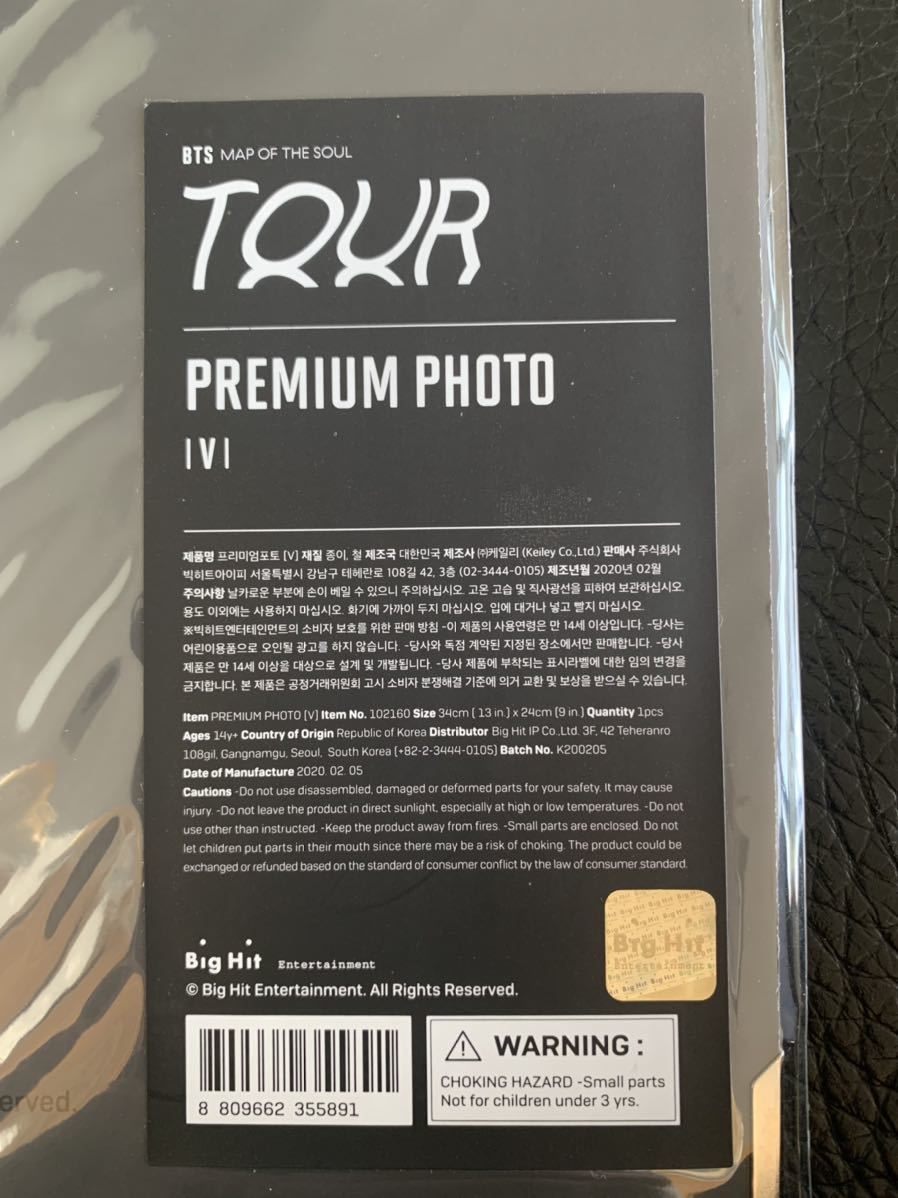 BTS MAP OF THE SOUL
TOUR
PREMIUM PHOTO
| V |
제품명 프리미엄포토 [V] 재질 종이, 철 제조국 대한민국 제조사 ㈜케일리 (Keiley Co.,Ltd.) 판매사 주식회사
빅히트아이피 서울특별시 강남구 테헤란로 108길 42, 3층 (02-3444-0105) 제조년월 2020년 02월
주의사항 날카로운 부분에 손이 베일 수 있으니 주의하십시오. 고온 고습 및 직사광선을 피하여 보관하십시오.
용도 이외에는 사용하지 마십시오. 화기에 가까이 두지 마십시오. 입에 대거나 넣고 빨지 마십시오.
※빅히트엔터테인먼트의 소비자 보호를 위한 판매 방침 -이 제품의 사용연령은 만 14세 이상입니다. -당사는
어린이용품으로 오인될 광고를 하지 않습니다. -당사와 독점 계약된 지정된 장소에서만 판매합니다. -당사
제품은 만 14세 이상을 대상으로 설계 및 개발됩니다. -당사 제품에 부착되는 표시라벨에 대한 임의 변경을
금지합니다. 본 제품은 공정거래위원회 고시 소비자 분쟁해결 기준에 의거 교환 및 보상을 받으실 수 있습니다.
Item PREMIUM PHOTO [V] Item No. 102160 Size 34cm ( 13 in.) x 24cm (9 in.) Quantity 1pcs
Ages 14y+ Country of Origin Republic of Korea Distributor Big Hit IP Co.,Ltd. 3F, 42 Teheranro
108gil, Gangnamgu, Seoul, South Korea (+82-2-3444-0105) Batch No. K200205
Date of Manufacture 2020. 02. 05
Cautions -Do not use disassembled, damaged or deformed parts for your safety. It may cause
injury. -Do not leave the product in direct sunlight, especially at high or low temperatures. -Do not
use other than instructed. -Keep the product away from fires. -Small parts are enclosed. Do not
let children put parts in their mouth since there may be a risk of choking. The product could be
exchanged or refunded based on the standard of consumer conflict by the law of consumer standard.
Big Hit Entertainment
Big Hit Entertainment
© Big Hit Entertainment. All Rights Reserved.
WARNING :
CHOKING HAZARD -Small parts
Not for children under 3 yrs.
8 809662 355891
erved.